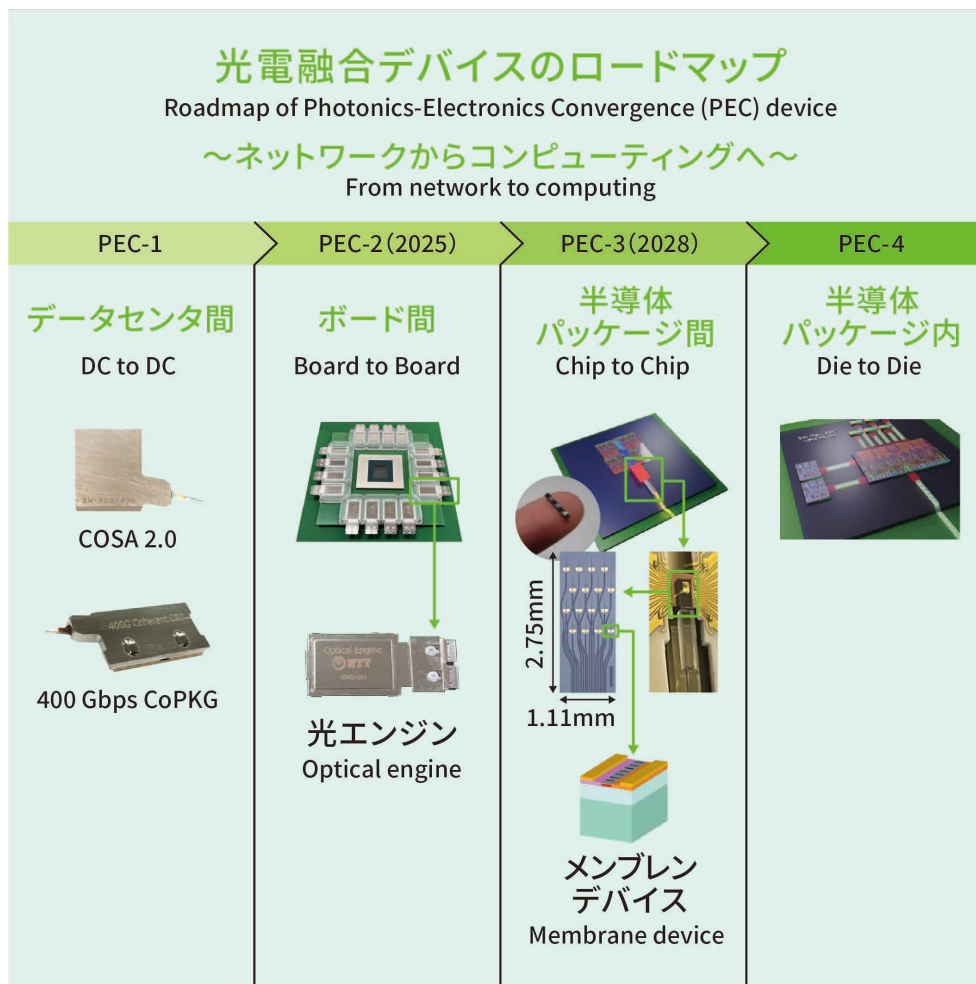 光電融合デバイスのロードマップ
Roadmap of Photonics-Electronics Convergence (PEC) device
～ネットワークからコンピューティングへ～
From network to computing
PEC-1
PEC-2（2025）
PEC-3（2028）
PEC-4
データセンタ間
DC to DC
COSA 2.0
400G Coherent
400 Gbps CoPKG
ボード間
Board to Board
Optical Engine
NTT
光エンジン
Optical engine
半導体
パッケージ間
Chip to Chip
2.75mm
1.11mm
メンブレン
デバイス
Membrane device
半導体
パッケージ内
Die to Die